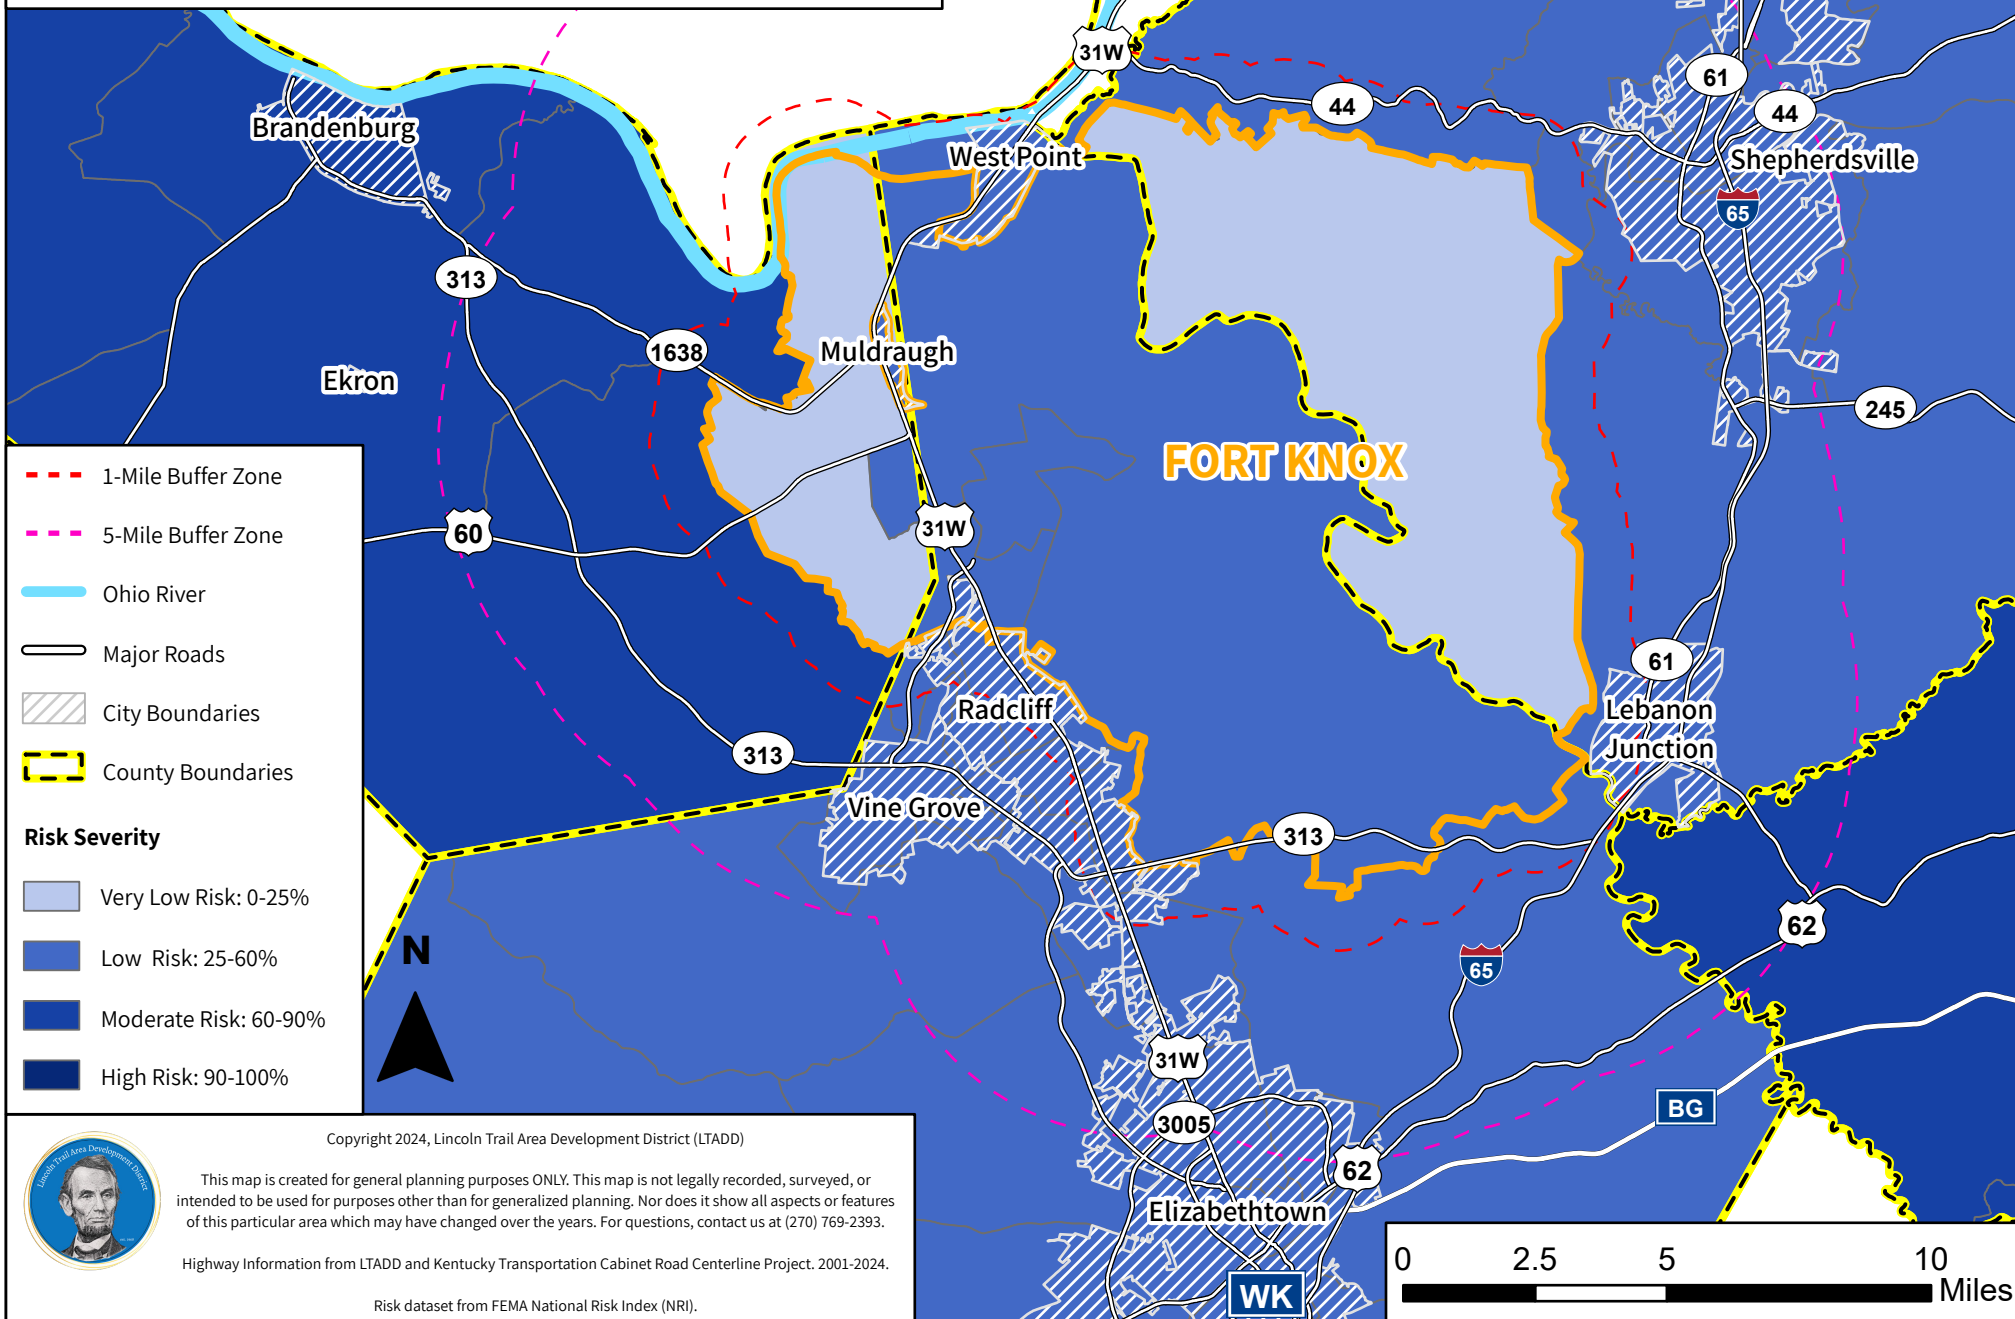 31W
61
44
44
Brandenburg
West Point
Shepherdsville
65
313
1638
Muldraugh
Ekron
245
FORT KNOX
1-Mile Buffer Zone
5-Mile Buffer Zone
Ohio River
Major Roads
City Boundaries
County Boundaries
Risk Severity
Very Low Risk: 0-25%
Low Risk: 25-60%
Moderate Risk: 60-90%
High Risk: 90-100%
60
31W
61
Radcliff
Lebanon
Junction
313
Vine Grove
313
62
N
65
31W
BG
3005
62
Elizabethtown
WK
Lincoln Trail Area Development District
Copyright 2024, Lincoln Trail Area Development District (LTADD)
This map is created for general planning purposes ONLY. This map is not legally recorded, surveyed, or
intended to be used for purposes other than for generalized planning. Nor does it show all aspects or features
of this particular area which may have changed over the years. For questions, contact us at (270) 769-2393.
Highway Information from LTADD and Kentucky Transportation Cabinet Road Centerline Project. 2001-2024.
Risk dataset from FEMA National Risk Index (NRI).
0 2.5 5 10
Miles